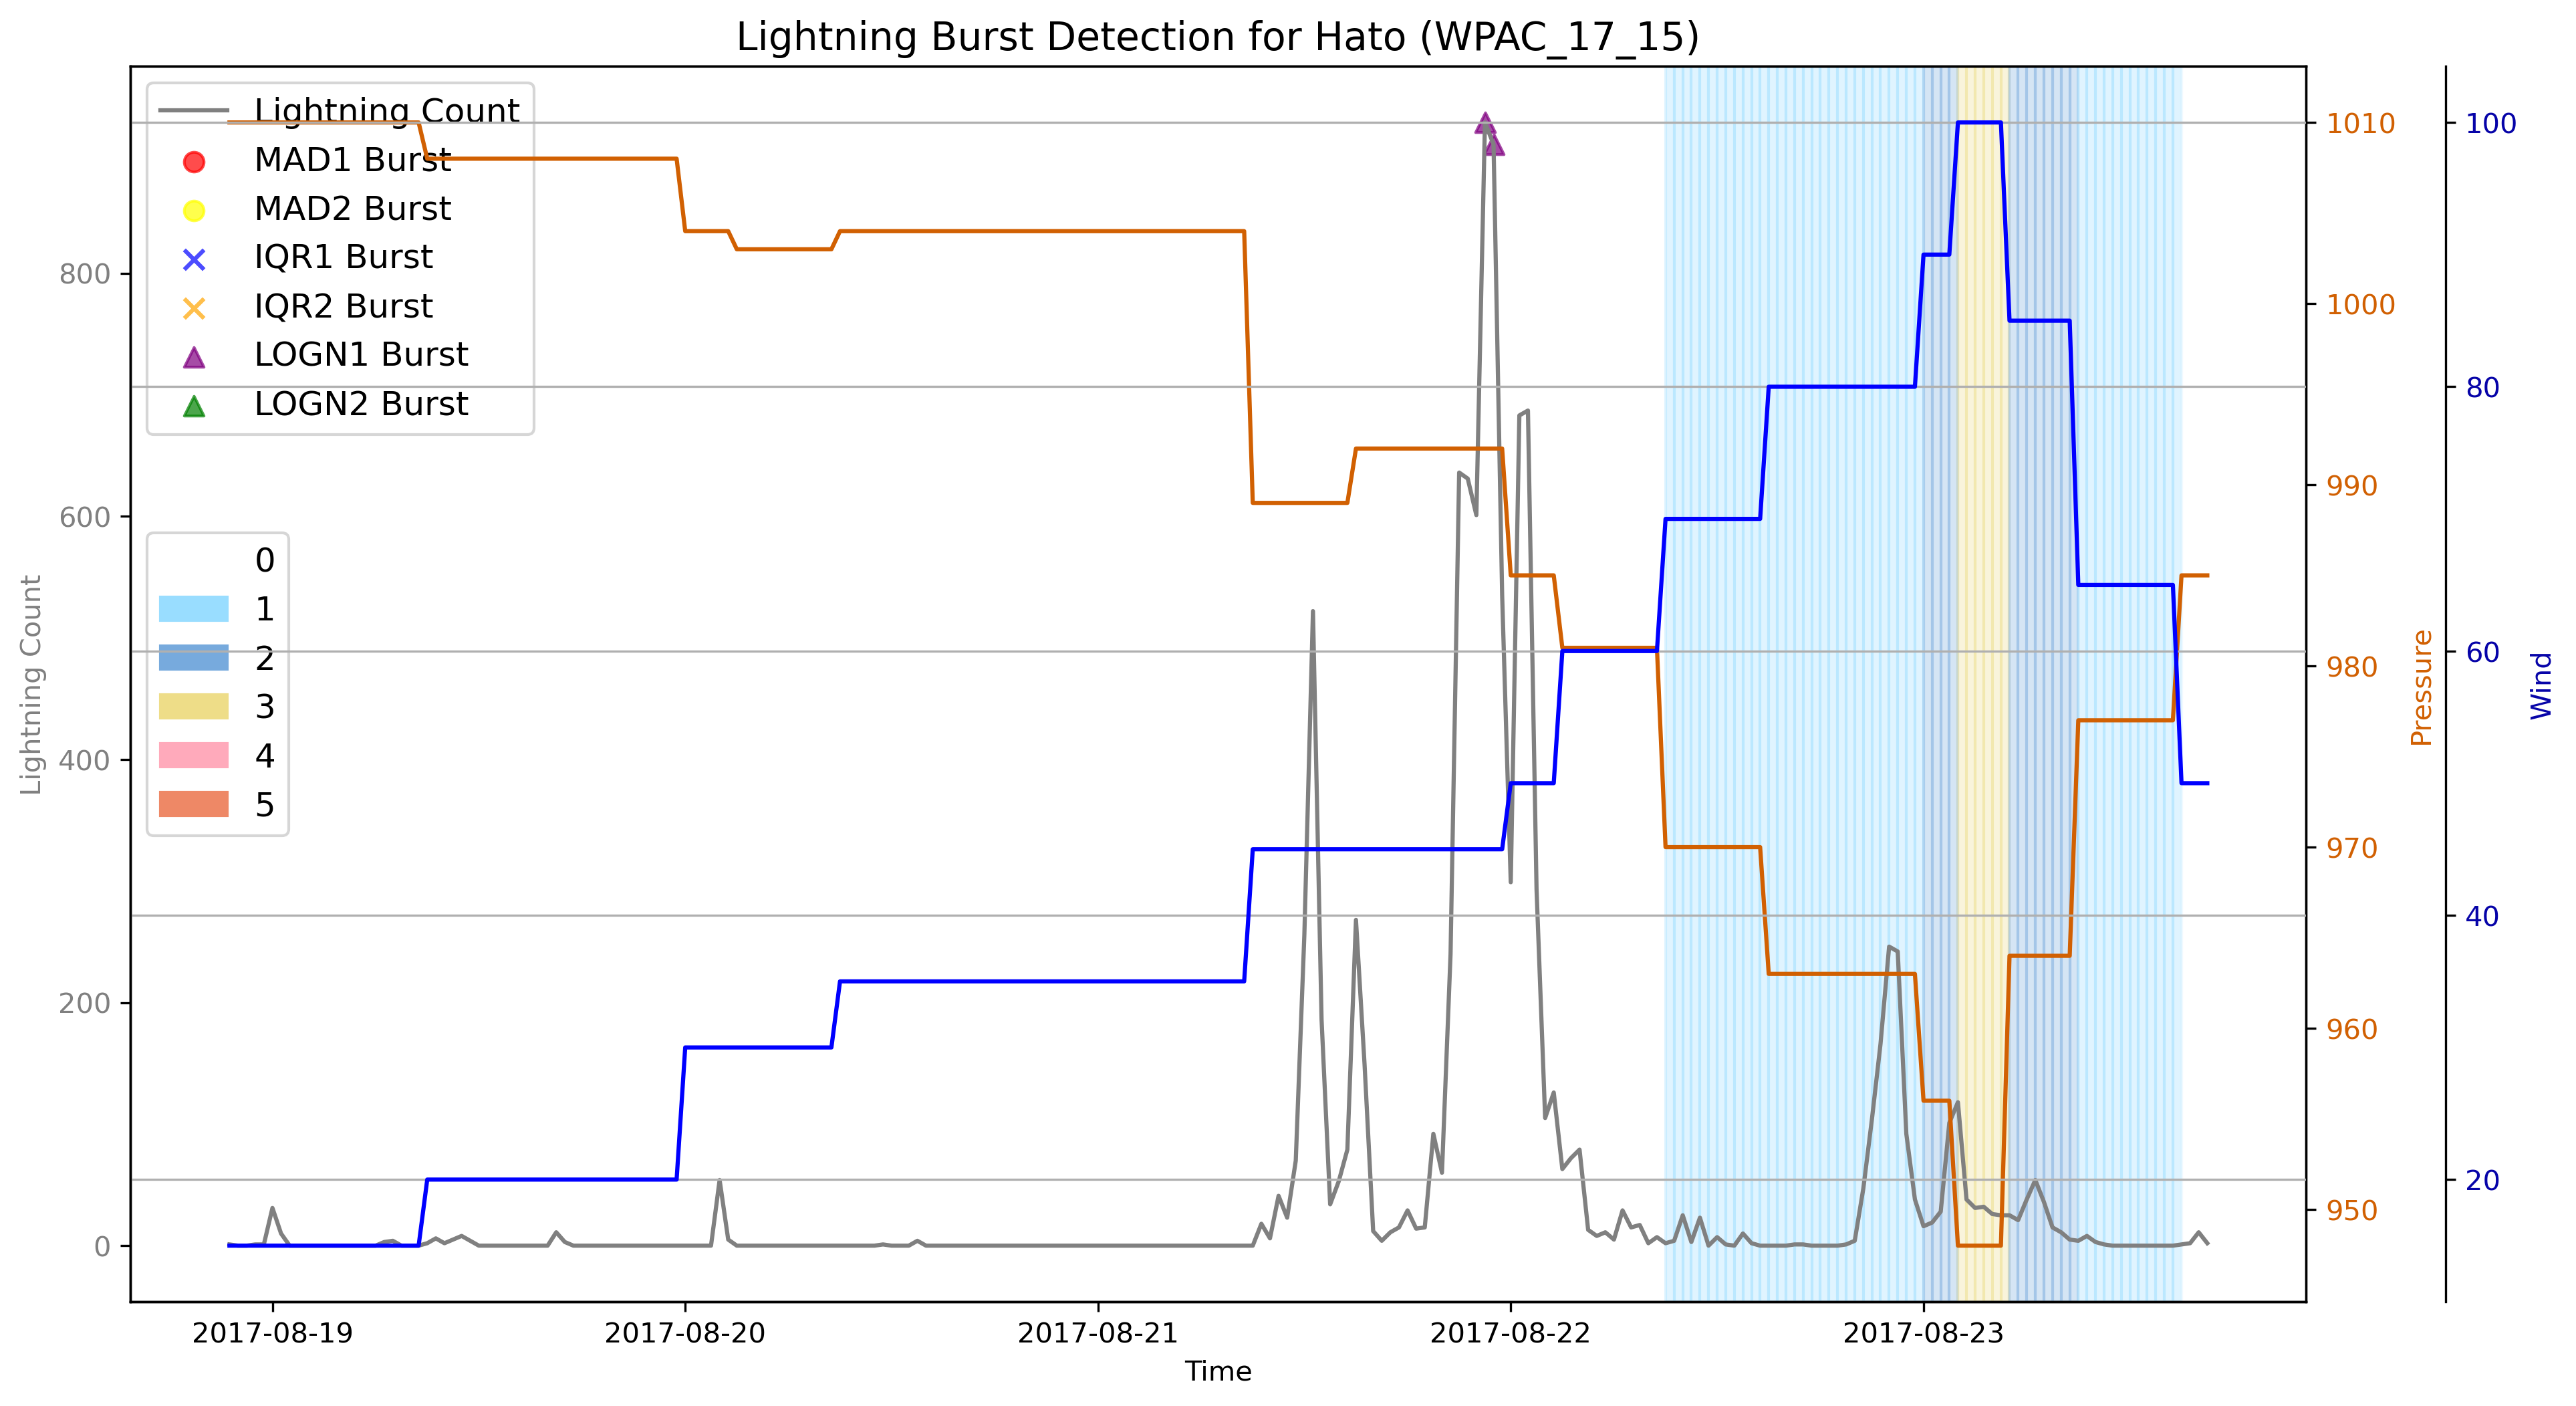 Lightning Burst Detection for Hato (WPAC_17_15)
Lightning Count
MAD1 Burst
MAD2 Burst
IQR1 Burst
IQR2 Burst
LOGN1 Burst
LOGN2 Burst
0
1
2
3
4
5
Lightning Count
800
600
400
200
0
2017-08-19
2017-08-20
2017-08-21
2017-08-22
2017-08-23
Time
1010
1000
990
980
970
960
950
Pressure
100
80
60
40
20
Wind